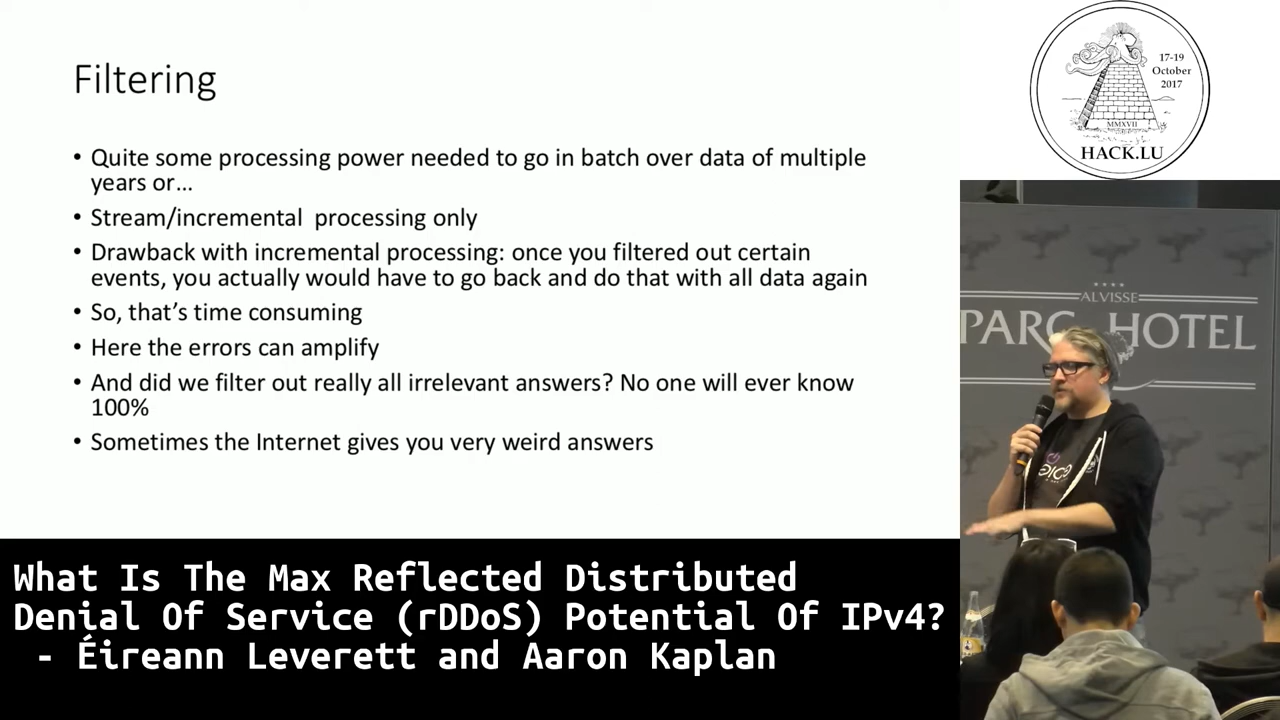 Filtering
• Quite some processing power needed to go in batch over data of multiple
years or...
• Stream/incremental  processing only
• Drawback with incremental processing: once you filtered out certain
events, you actually would have to go back and do that with all data again
• So, that's time consuming
• Here the errors can amplify
• And did we filter out really all irrelevant answers? No one will ever know
100%
• Sometimes the Internet gives you very weird answers
17-19
October
2017
MMXVII
HACK.LU
ALVISSE
PARC HOTEL
What Is The Max Reflected Distributed
Denial Of Service (rDDoS) Potential Of IPv4?
- Éireann Leverett and Aaron Kaplan